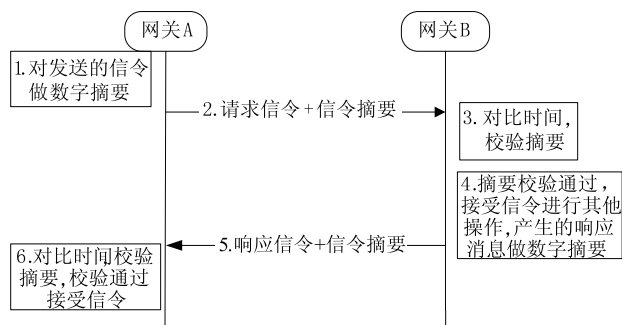 网关A
网关B
1.对发送的信令
做数字摘要
2.请求信令+信令摘要
3.对比时间,
校验摘要
4.摘要校验通过,
接受信令进行其他
操作,产生的响应
消息做数字摘要
5.响应信令+信令摘要
6.对比时间,校验
摘要,校验通过
接受信令